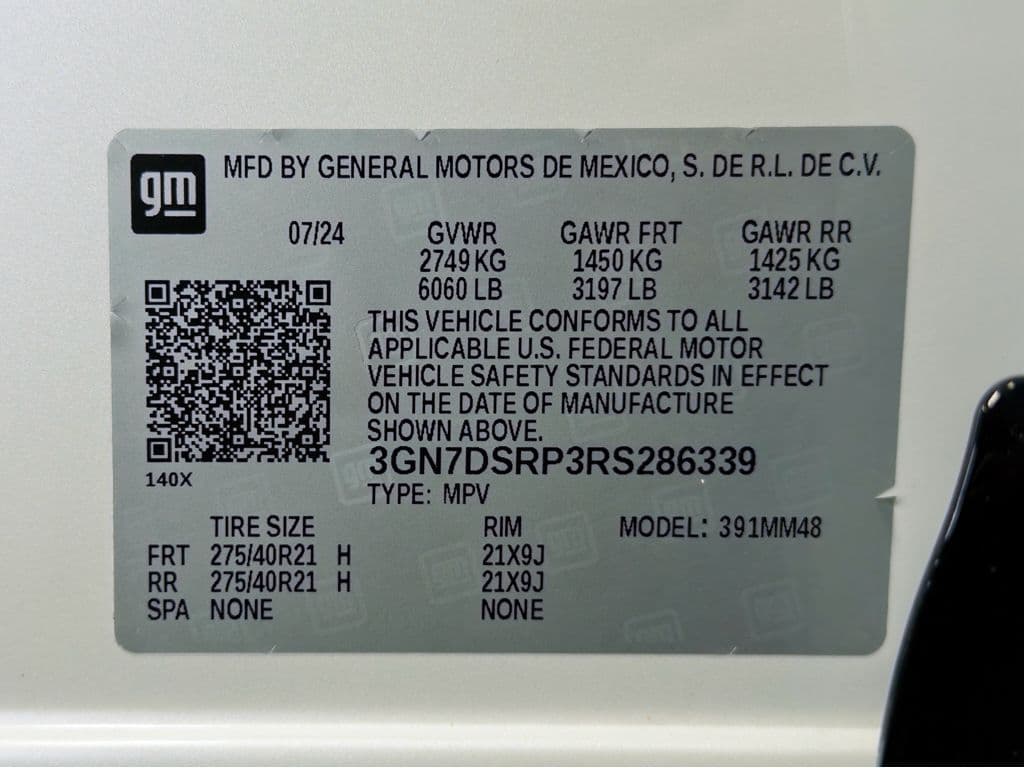 gm MFD BY GENERAL MOTORS DE MEXICO, S. DE R.L. DE C.V.
07/24 GVWR GAWR FRT GAWR RR
2749 KG 1450 KG 1425 KG
6060 LB 3197 LB 3142 LB
THIS VEHICLE CONFORMS TO ALL
APPLICABLE U.S. FEDERAL MOTOR
VEHICLE SAFETY STANDARDS IN EFFECT
ON THE DATE OF MANUFACTURE
SHOWN ABOVE.
3GN7DSRP3RS286339
140X
TYPE: MPV
TIRE SIZE RIM MODEL: 391MM48
FRT 275/40R21 H 21X9J
RR 275/40R21 H 21X9J
SPA NONE NONE